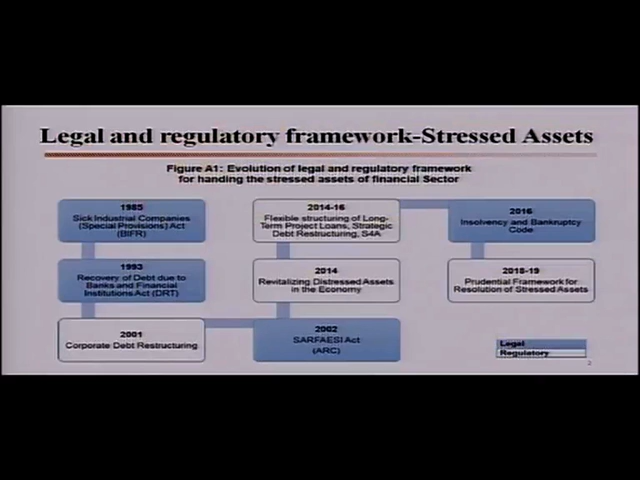 Legal and regulatory framework-Stressed Assets
Figure A1: Evolution of legal and regulatory framework
for handing the stressed assets of financial Sector
1985
Sick Industrial Companies
(Special Provisions) Act
(BIFR)
1993
Recovery of Debt due to
Banks and Financial
Institutions Act (DRT)
2001
Corporate Debt Restructuring
2002
SARFAESI Act
(ARC)
2014
Revitalizing Distressed Assets
in the Economy
2014-16
Flexible structuring of Long-
Term Project Loans, Strategic
Debt Restructuring, S4A
2016
Insolvency and Bankruptcy
Code
2018-19
Prudential Framework for
Resolution of Stressed Assets
Legal
Regulatory
2